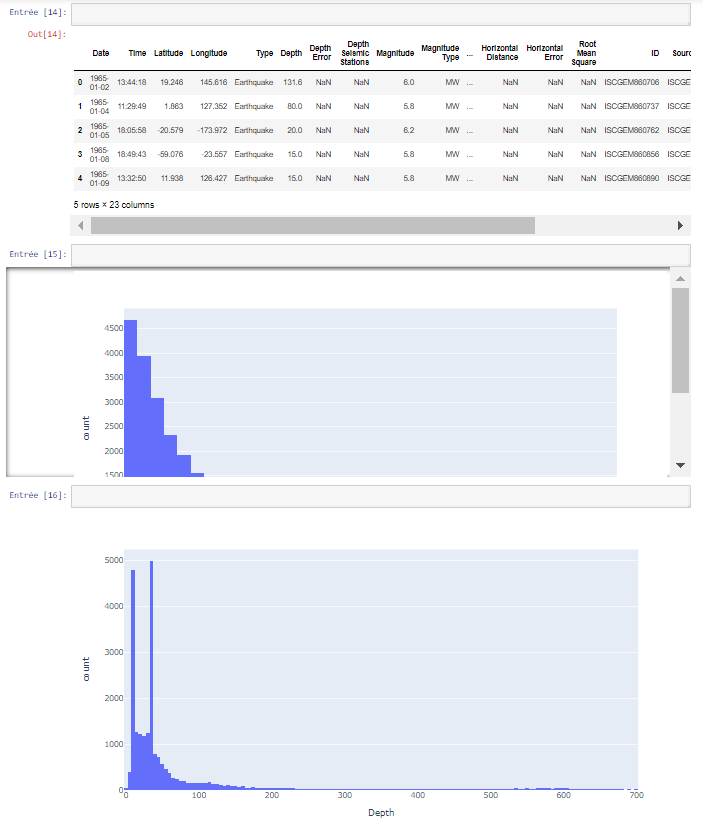 Entrée [14]:
Out[14]:
Date Time Latitude Longitude Type Depth Depth Error Depth Seismic Stations Magnitude Magnitude Type ... Horizontal Distance Horizontal Error Root Mean Square ID Sourc
0 1965-01-02 13:44:18 19.246 145.616 Earthquake 131.6 NaN NaN 6.0 MW ... NaN NaN NaN ISCGEM860706 ISCGE
1 1965-01-04 11:29:49 1.863 127.352 Earthquake 80.0 NaN NaN 5.8 MW ... NaN NaN NaN ISCGEM860737 ISCGE
2 1965-01-05 18:05:58 -20.579 -173.972 Earthquake 20.0 NaN NaN 6.2 MW ... NaN NaN NaN ISCGEM860762 ISCGE
3 1965-01-08 18:49:43 -59.076 -23.557 Earthquake 15.0 NaN NaN 5.8 MW ... NaN NaN NaN ISCGEM860856 ISCGE
4 1965-01-09 13:32:50 11.938 126.427 Earthquake 15.0 NaN NaN 5.8 MW ... NaN NaN NaN ISCGEM860890 ISCGE
5 rows × 23 columns
Entrée [15]:
4500
4000
3500
3000
2500
2000
1500
count
Entrée [16]:
5000
4000
3000
2000
1000
0
count
0 100 200 300 400 500 600 700
Depth